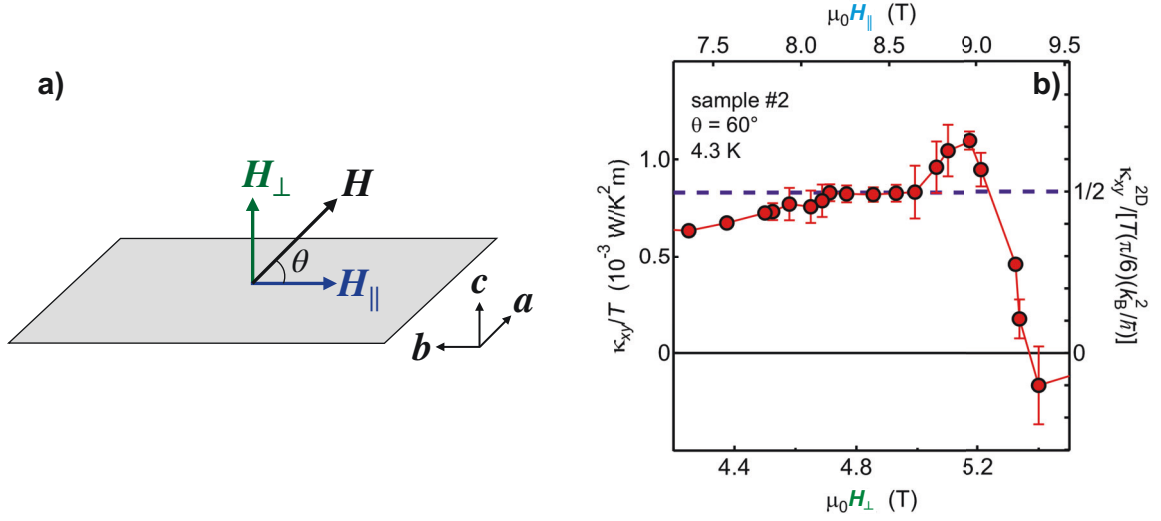 a)
H⊥
H
θ
H∥
c
a
b
μ₀H∥ (T)
7.5 8.0 8.5 9.0 9.5
b)
sample #2
θ = 60°
4.3 K
1.0
0.5
0
κxy/T (10⁻³ W/K²m)
1/2
0
κxy²ᴰ/[T(π/6)(kB²/ℏ)]
4.4 4.8 5.2
μ₀H⊥ (T)